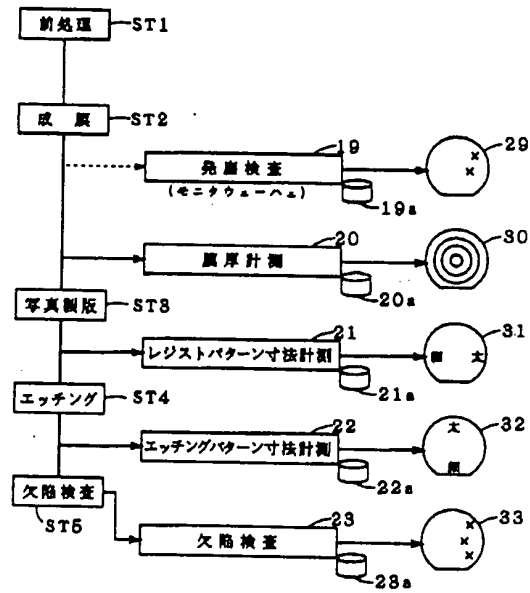 前処理 ST1
成膜 ST2
19 29
発塵検査
(モニタウェーハェ)
19a
20 30
膜厚計測
20a
写真製版 ST3
21 31
レジストパターン寸法計測
細 太
21a
エッチング ST4
22 32
エッチングパターン寸法計測
太
細
22a
欠陥検査
ST5
23 33
欠陥検査
23a